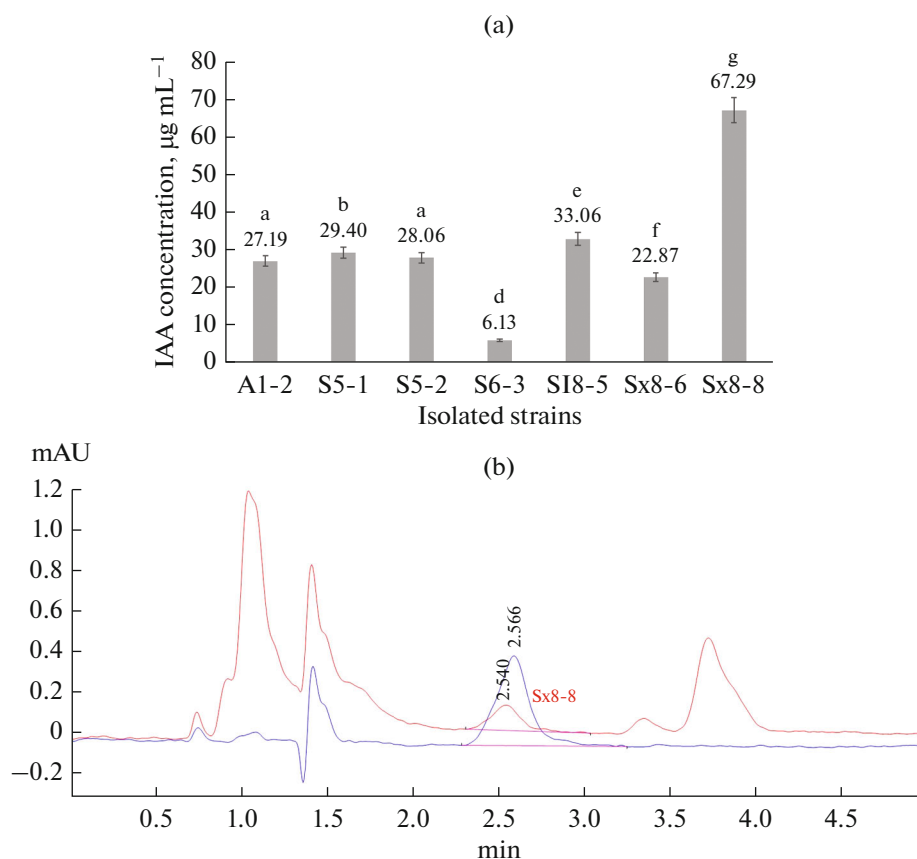 (a)
IAA concentration, µg mL−1
80
70
60
50
40
30
20
10
0
a
27.19
b
29.40
a
28.06
d
6.13
e
33.06
f
22.87
g
67.29
A1-2 S5-1 S5-2 S6-3 SI8-5 Sx8-6 Sx8-8
Isolated strains
(b)
mAU
1.2
1.0
0.8
0.6
0.4
0.2
0
−0.2
2.540
2.566
Sx8-8
0.5 1.0 1.5 2.0 2.5 3.0 3.5 4.0 4.5
min